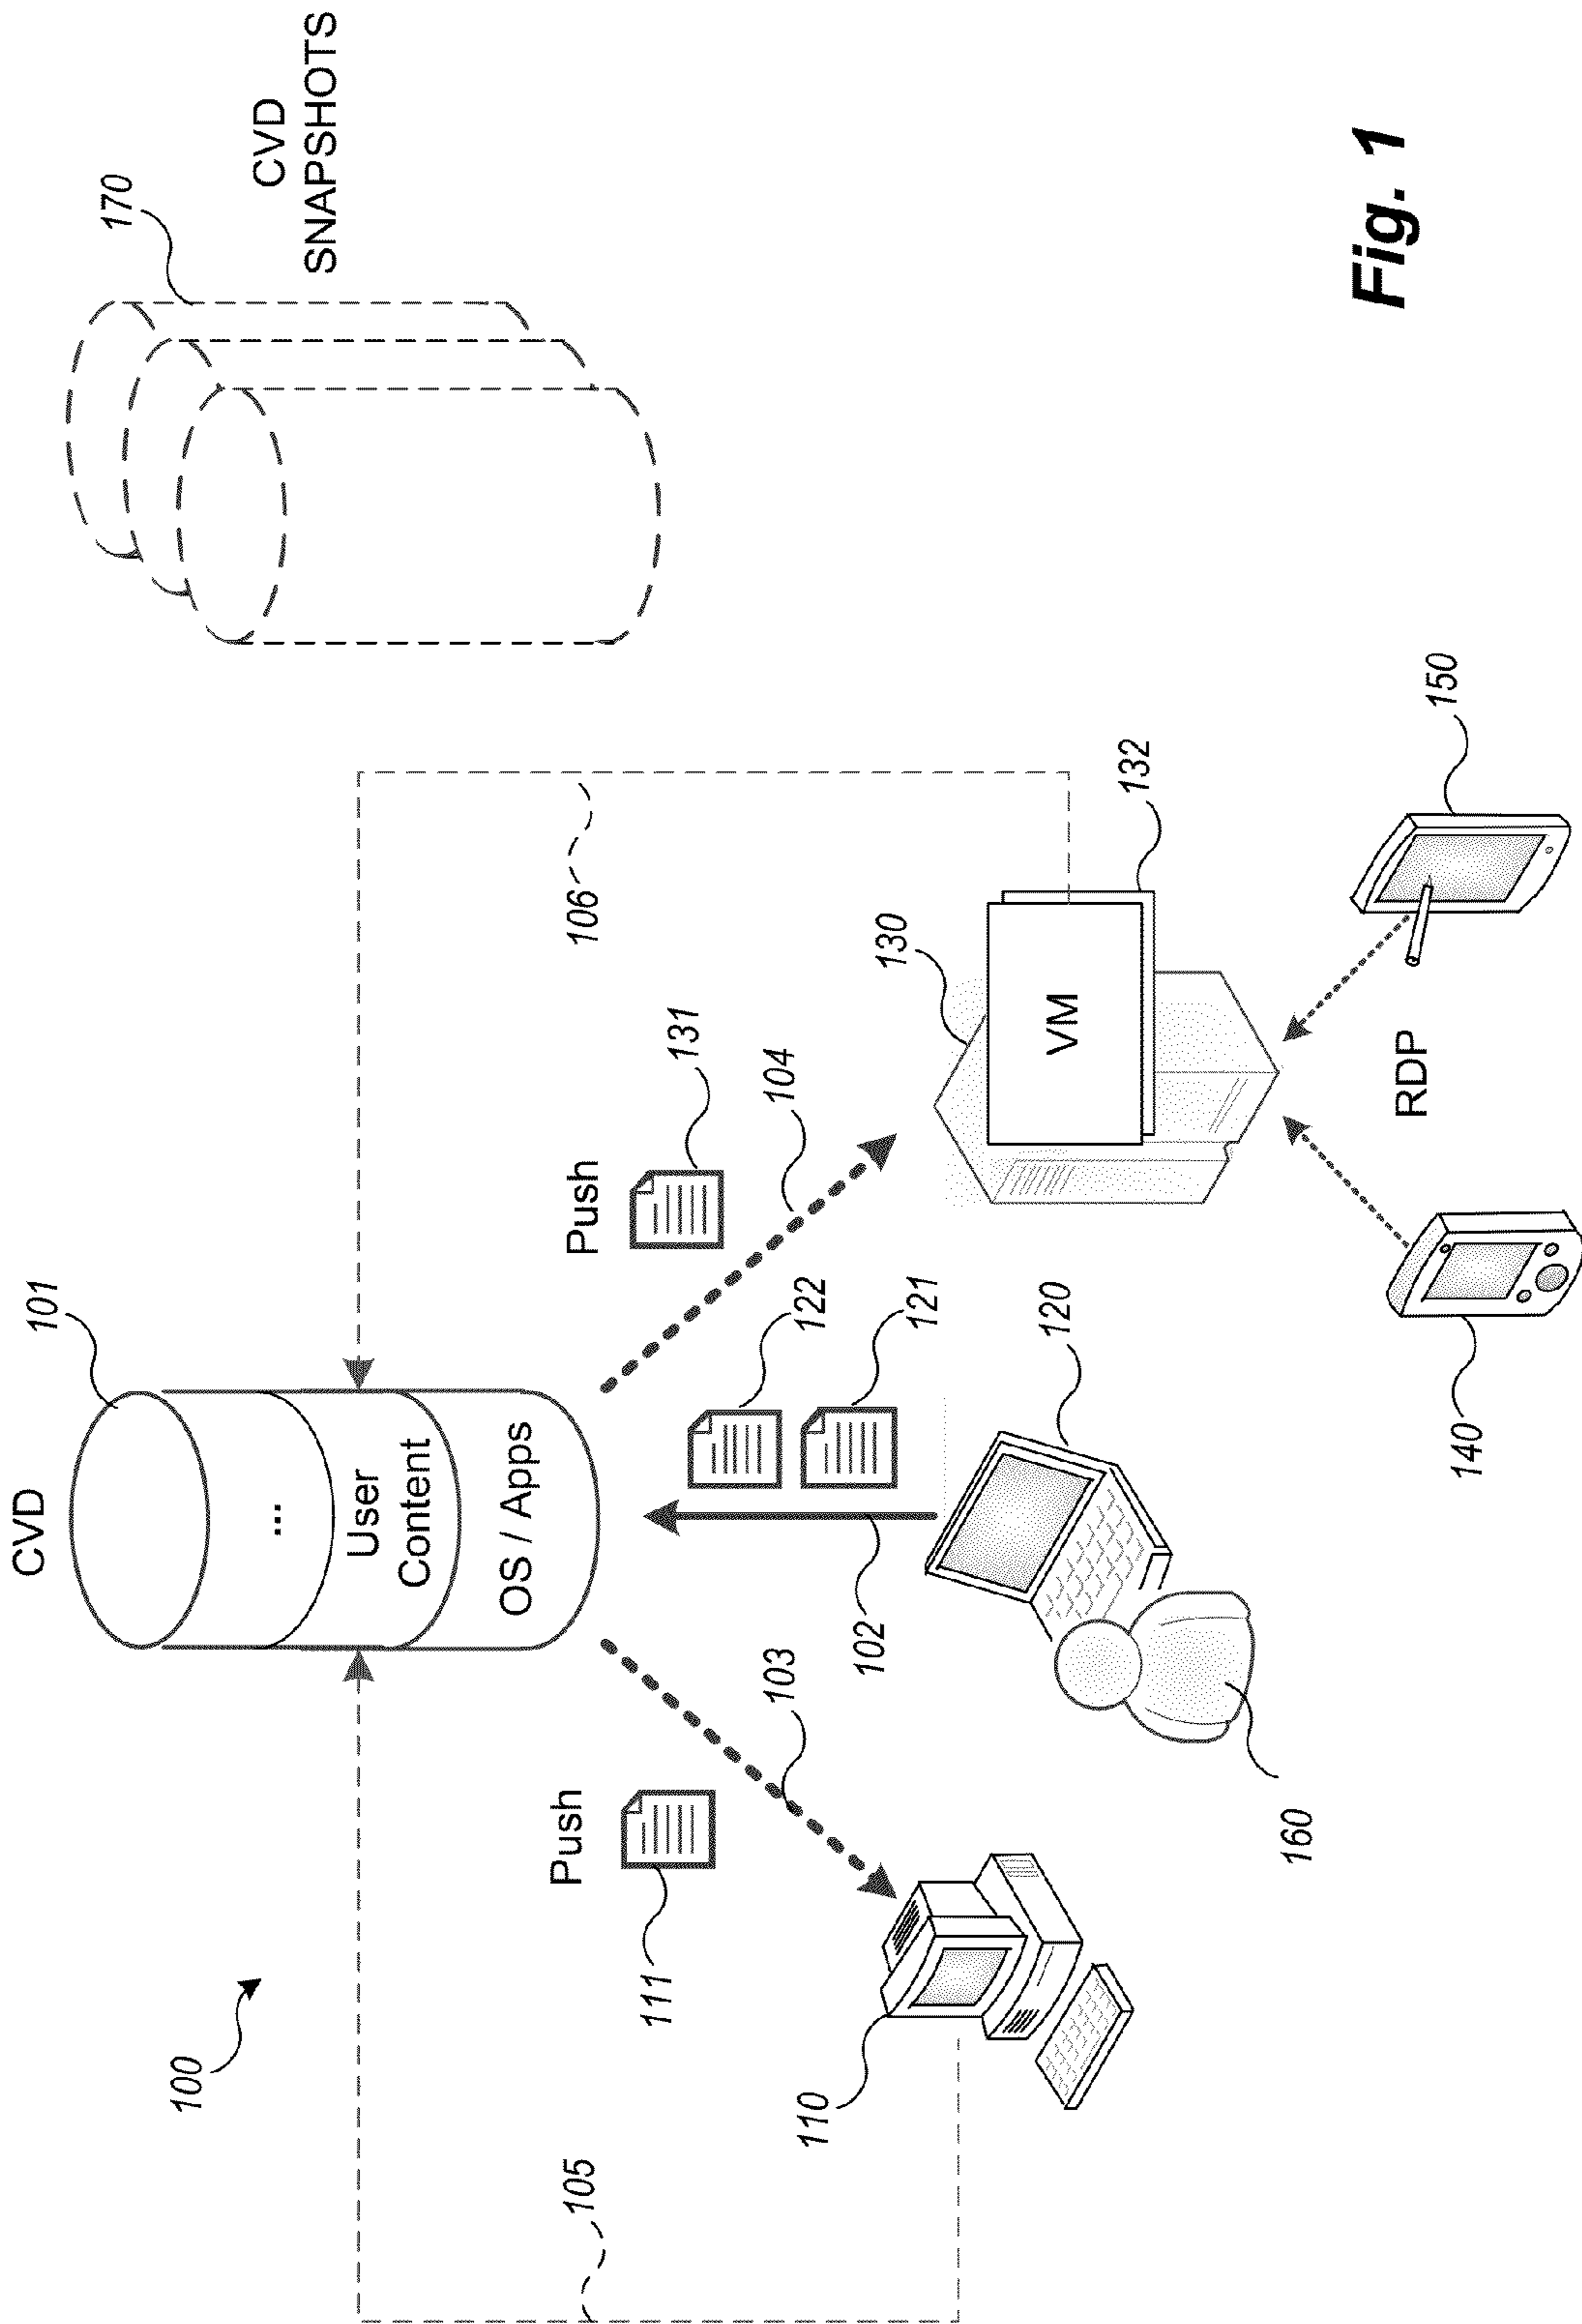 CVD
101
...
User
Content
OS / Apps
170
CVD
SNAPSHOTS
100
105
106
Push
111
103
Push
131
104
122
121
102
110
120
160
130
VM
132
140
RDP
150
Fig. 1